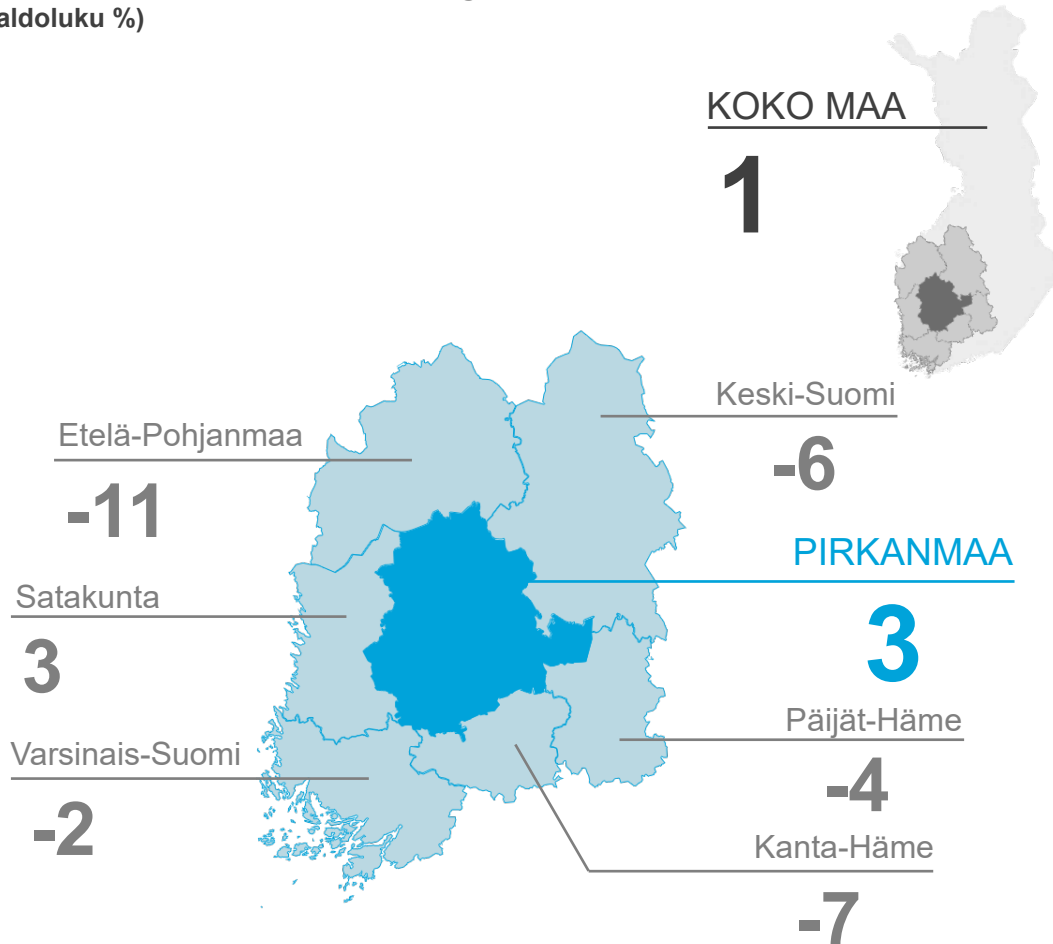 aldoluku %)
KOKO MAA
1
Keski-Suomi
-6
Etelä-Pohjanmaa
-11
PIRKANMAA
3
Satakunta
3
Päijät-Häme
-4
Varsinais-Suomi
-2
Kanta-Häme
-7